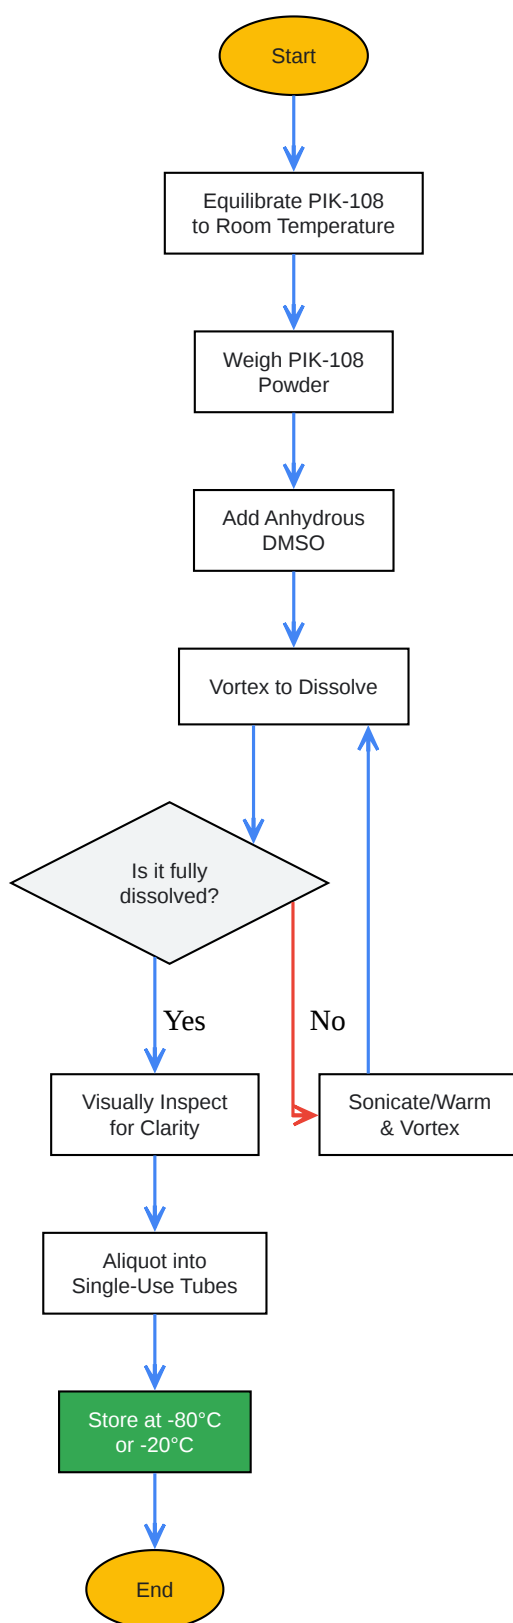 Start
Equilibrate PIK-108
to Room Temperature
Weigh PIK-108
Powder
Add Anhydrous
DMSO
Vortex to Dissolve
Is it fully
dissolved?
Yes
No
Visually Inspect
for Clarity
Sonicate/Warm
& Vortex
Aliquot into
Single-Use Tubes
Store at -80°C
or -20°C
End